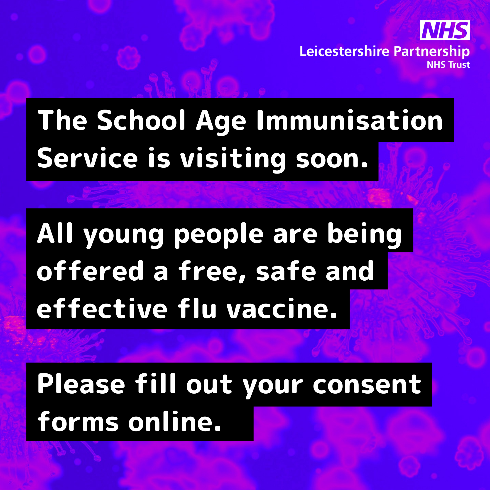 NHS
Leicestershire Partnership
NHS Trust
The School Age Immunisation
Service is visiting soon.
All young people are being
offered a free, safe and
effective flu vaccine.
Please fill out your consent
forms online.